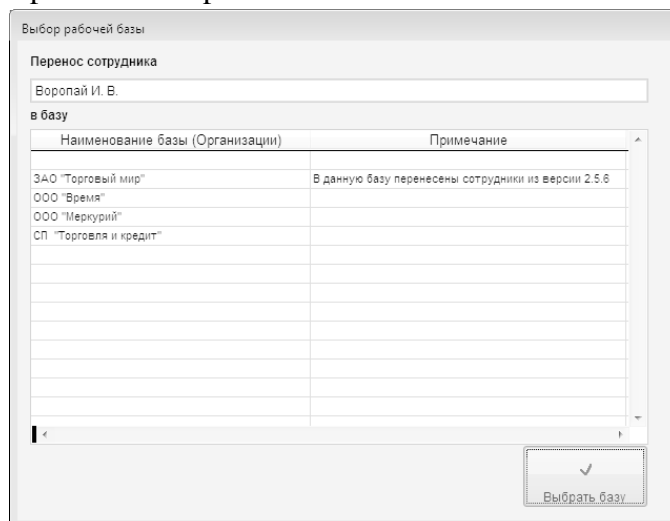 Выбор рабочей базы
Перенос сотрудника
Воропай И. В.
в базу
Наименование базы (Организации) Примечание
ЗАО "Торговый мир" В данную базу перенесены сотрудники из версии 2.5.6
ООО "Время"
ООО "Меркурий"
СП "Торговля и кредит"
Выбрать базу